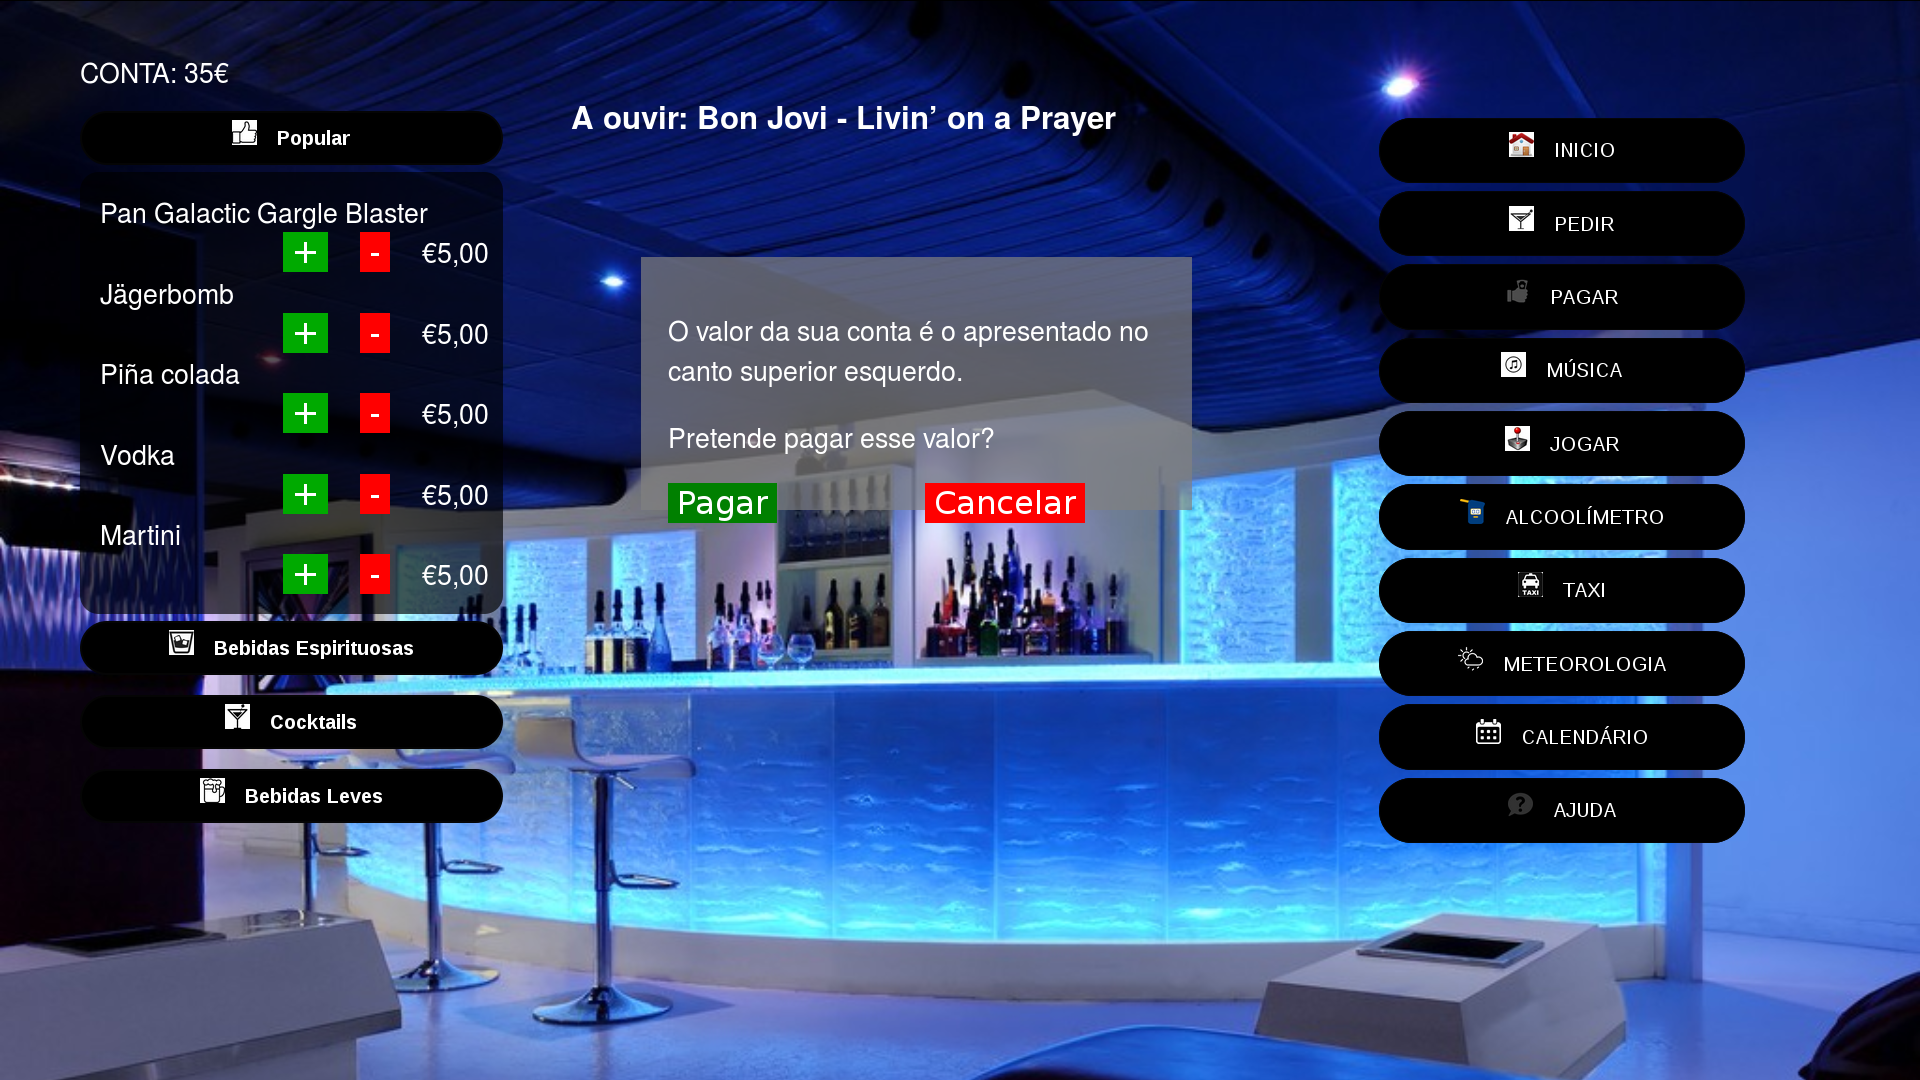 CONTA: 35€
Popular
Pan Galactic Gargle Blaster
+ - €5,00
Jägerbomb
+ - €5,00
Piña colada
+ - €5,00
Vodka
+ - €5,00
Martini
+ - €5,00
Bebidas Espirituosas
Cocktails
Bebidas Leves
A ouvir: Bon Jovi - Livin’ on a Prayer
O valor da sua conta é o apresentado no
canto superior esquerdo.
Pretende pagar esse valor?
Pagar Cancelar
INICIO
PEDIR
PAGAR
MÚSICA
JOGAR
ALCOOLÍMETRO
TAXI TAXI
METEOROLOGIA
CALENDÁRIO
? AJUDA